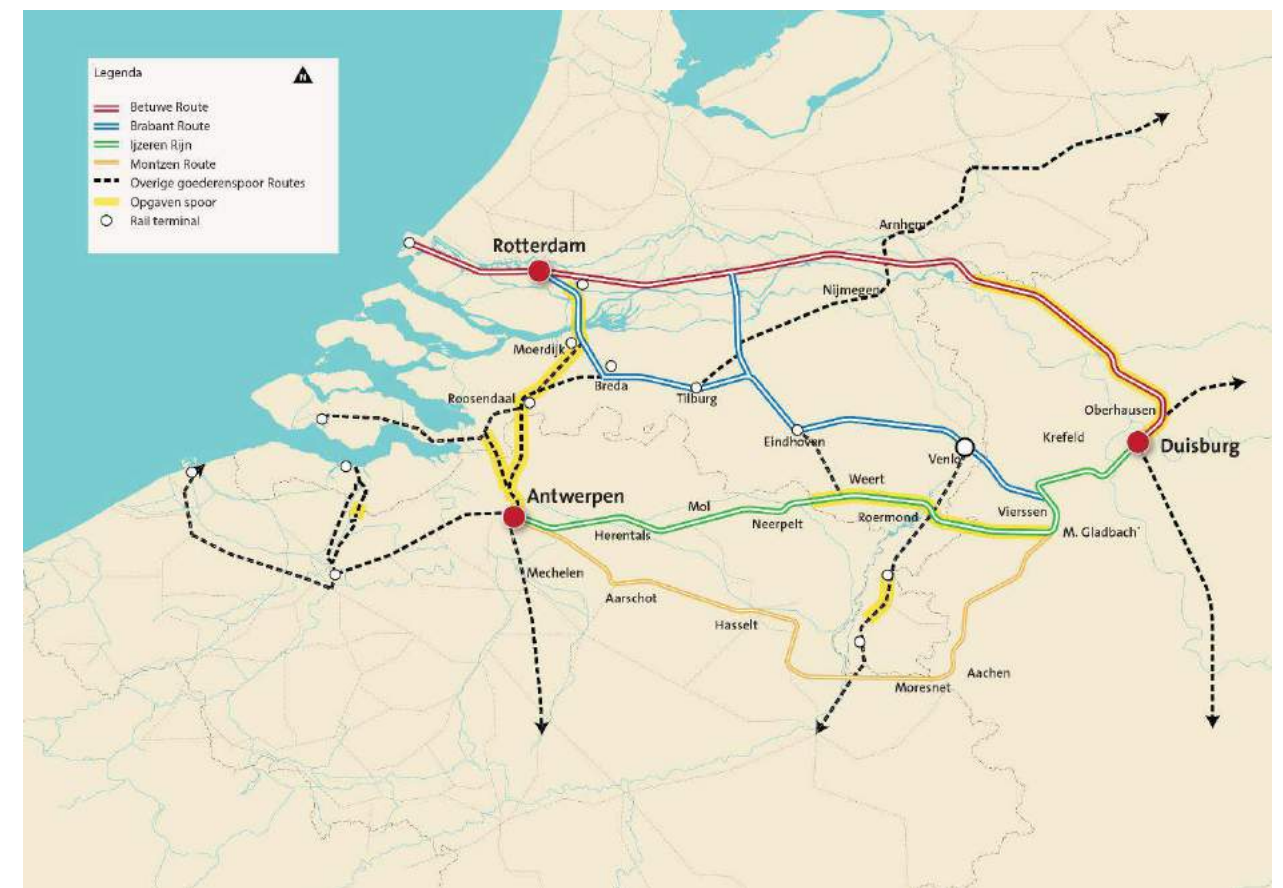 Legenda
N
Betuwe Route
Brabant Route
Ijzeren Rijn
Montzen Route
Overige goederenspoor Routes
Opgaven spoor
Rail terminal
Arnhem
Rotterdam
Nijmegen
Moerdijk
Breda
Roosendaal
Tilburg
Oberhausen
Eindhoven
Krefeld
Duisburg
Venlo
Weert
Antwerpen
Mol
Vierssen
Neerpelt
Roermond
Herentals
M. Gladbach
Mechelen
Aarschot
Hasselt
Aachen
Moresnet